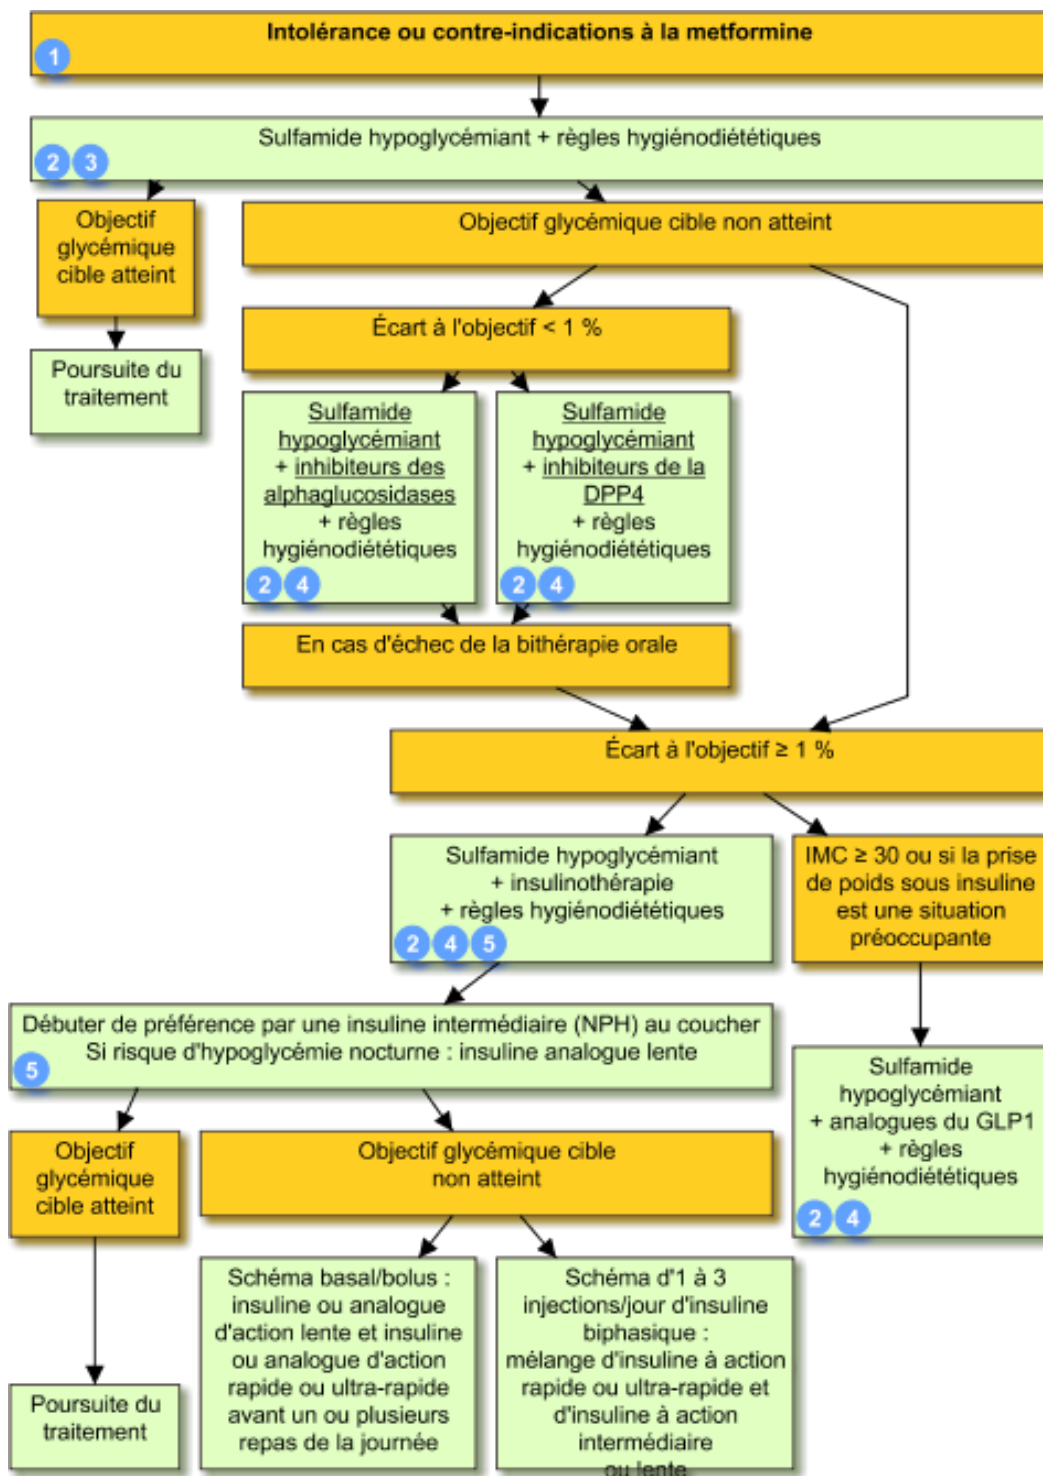 Intolérance ou contre-indications à la metformine
1
Sulfamide hypoglycémiant + règles hygiénodiététiques
2 3
Objectif
glycémique
cible atteint
Objectif glycémique cible non atteint
Poursuite du
traitement
Écart à l'objectif < 1 %
Sulfamide
hypoglycémiant
+ inhibiteurs des
alphaglucosidases
+ règles
hygiénodiététiques
2 4
Sulfamide
hypoglycémiant
+ inhibiteurs de la
DPP4
+ règles
hygiénodiététiques
2 4
En cas d'échec de la bithérapie orale
Écart à l'objectif ≥ 1 %
Sulfamide hypoglycémiant
+ insulinothérapie
+ règles hygiénodiététiques
2 4 5
IMC ≥ 30 ou si la prise
de poids sous insuline
est une situation
préoccupante
Débuter de préférence par une insuline intermédiaire (NPH) au coucher
Si risque d'hypoglycémie nocturne : insuline analogue lente
5
Sulfamide
hypoglycémiant
+ analogues du GLP1
+ règles
hygiénodiététiques
2 4
Objectif
glycémique
cible atteint
Objectif glycémique cible
non atteint
Poursuite du
traitement
Schéma basal/bolus :
insuline ou analogue
d'action lente et insuline
ou analogue d'action
rapide ou ultra-rapide
avant un ou plusieurs
repas de la journée
Schéma d'1 à 3
injections/jour d'insuline
biphasique :
mélange d'insuline à action
rapide ou ultra-rapide et
d'insuline à action
intermédiaire
ou lente